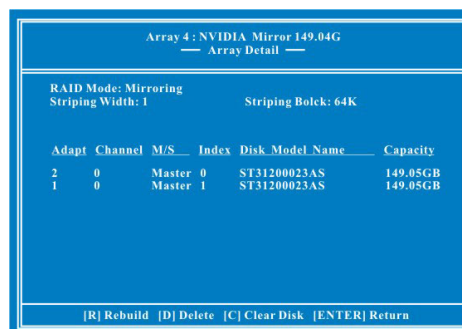 Array 4 : NVIDIA Mirror 149.04G
Array Detail
RAID Mode: Mirroring
Striping Width: 1 Striping Bolck: 64K
Adapt Channel M/S Index Disk Model Name Capacity
2 0 Master 0 ST31200023AS 149.05GB
1 0 Master 1 ST31200023AS 149.05GB
[R] Rebuild [D] Delete [C] Clear Disk [ENTER] Return